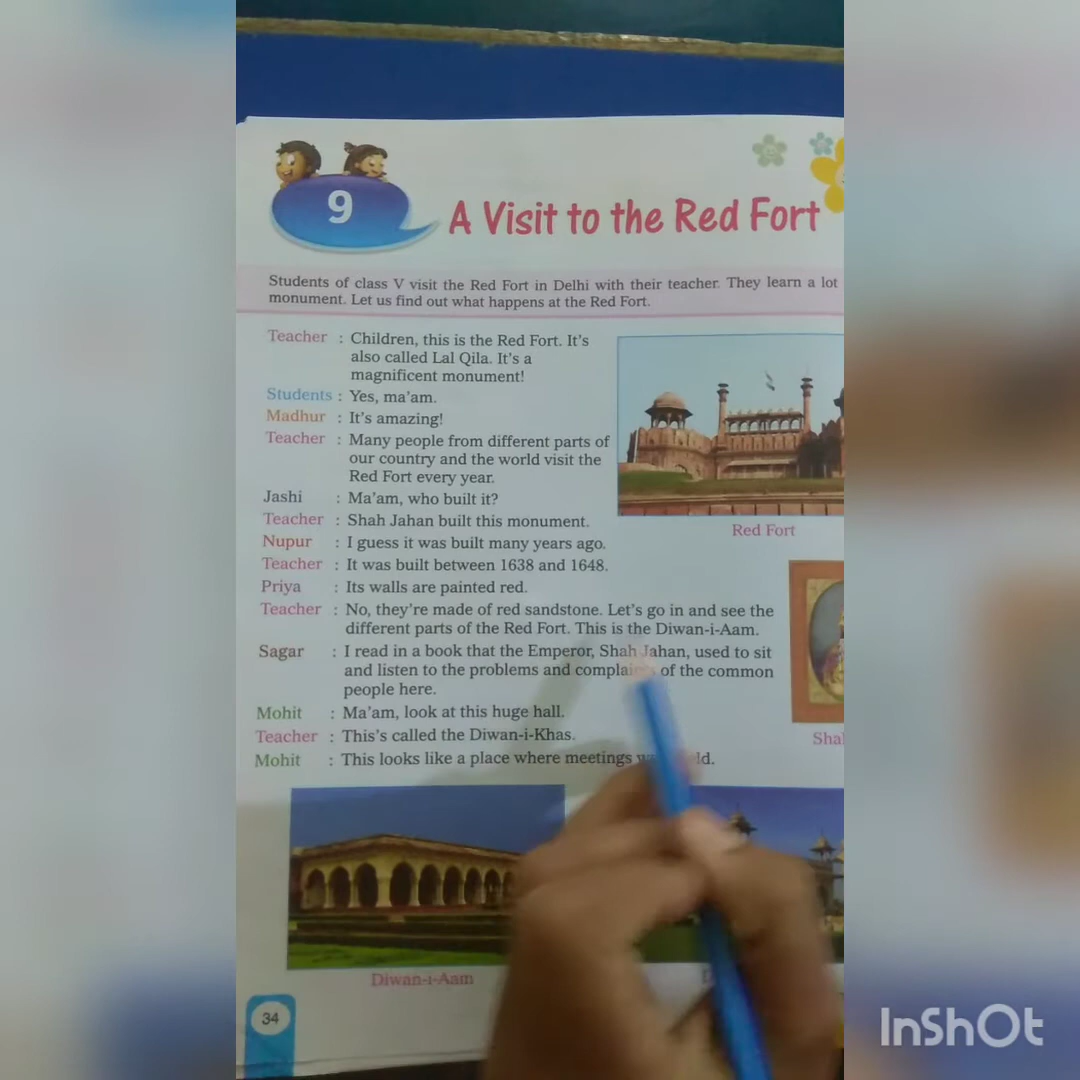 9
A Visit to the Red Fort
Students of class V visit the Red Fort in Delhi with their teacher. They learn a lot
monument. Let us find out what happens at the Red Fort.
Teacher : Children, this is the Red Fort. It's
also called Lal Qila. It's a
magnificent monument!
Students : Yes, ma'am.
Madhur : It's amazing!
Teacher : Many people from different parts of
our country and the world visit the
Red Fort every year.
Jashi : Ma'am, who built it?
Teacher : Shah Jahan built this monument.
Nupur : I guess it was built many years ago.
Teacher : It was built between 1638 and 1648.
Priya : Its walls are painted red.
Teacher : No, they're made of red sandstone. Let's go in and see the
different parts of the Red Fort. This is the Diwan-i-Aam.
Sagar : I read in a book that the Emperor, Shah Jahan, used to sit
and listen to the problems and complaints of the common
people here.
Mohit : Ma'am, look at this huge hall.
Teacher : This's called the Diwan-i-Khas.
Mohit : This looks like a place where meetings
Red Fort
Sha
Diwan-i-Aam
34
InShOt